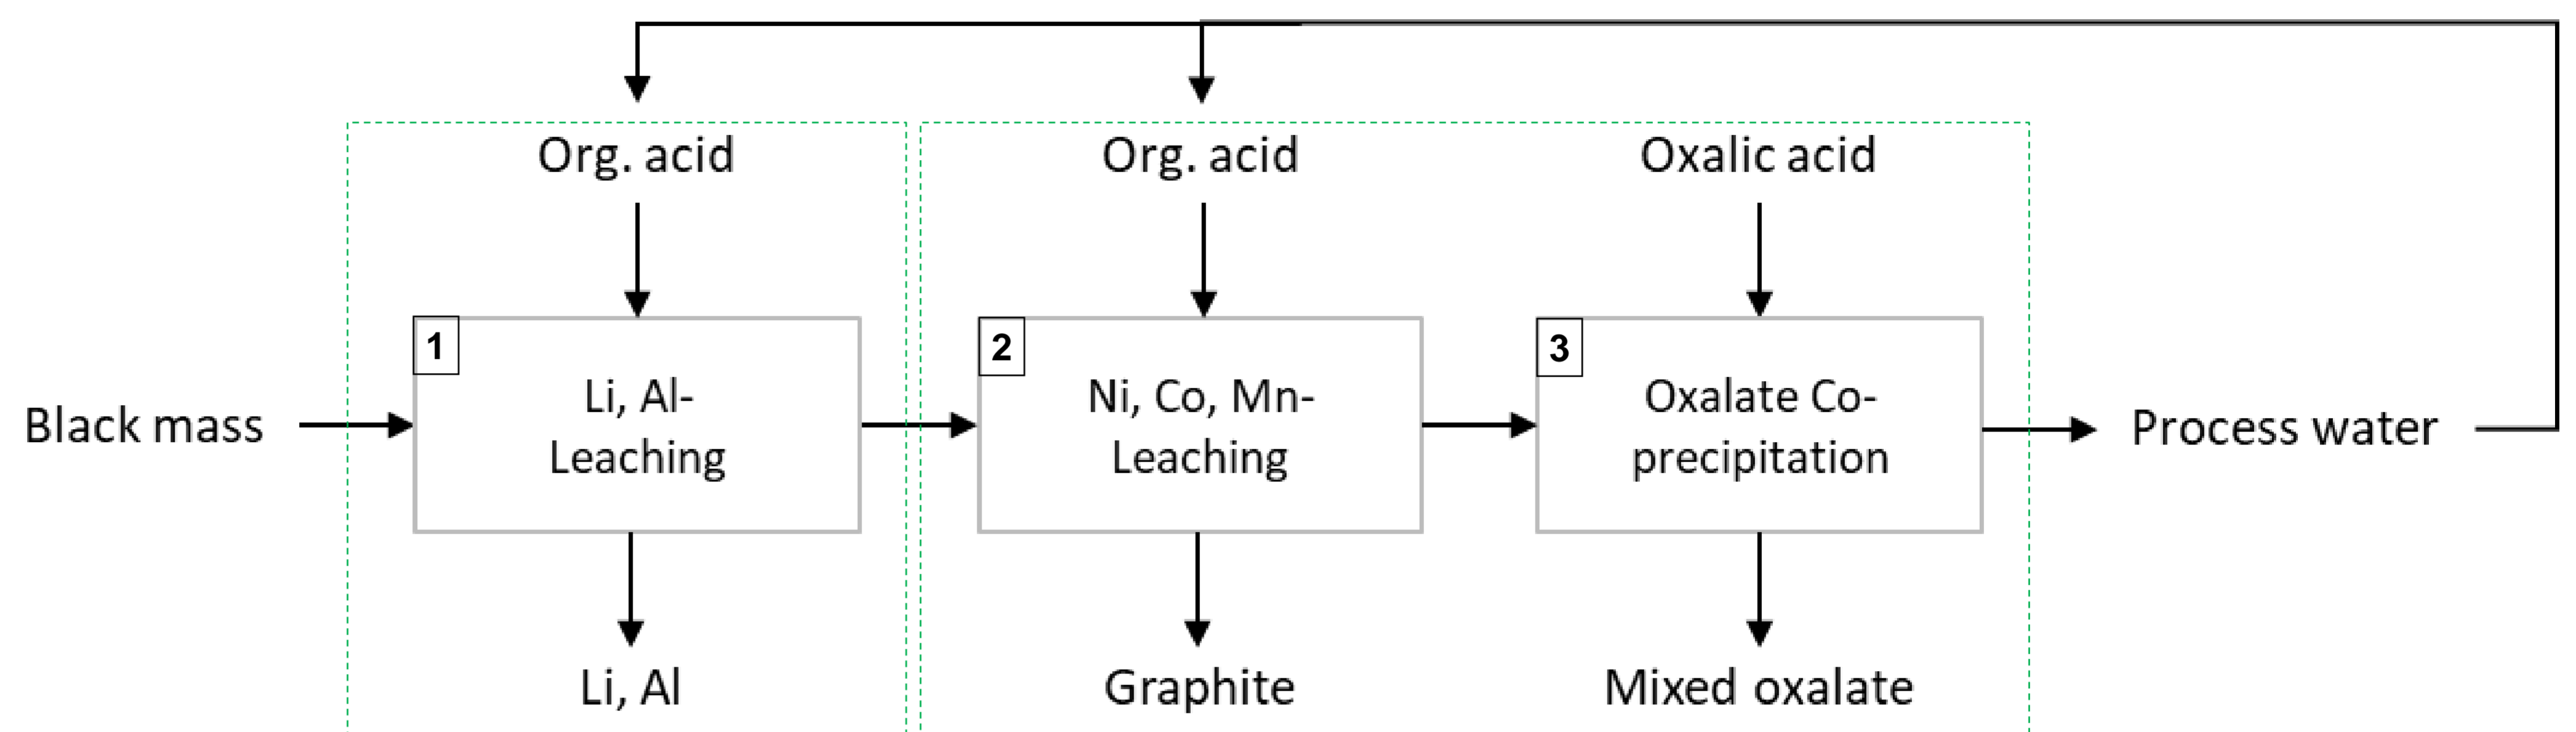 Org. acid
Org. acid
Oxalic acid
1
2
3
Black mass
Li, Al-
Leaching
Ni, Co, Mn-
Leaching
Oxalate Co-
precipitation
Process water
Li, Al
Graphite
Mixed oxalate